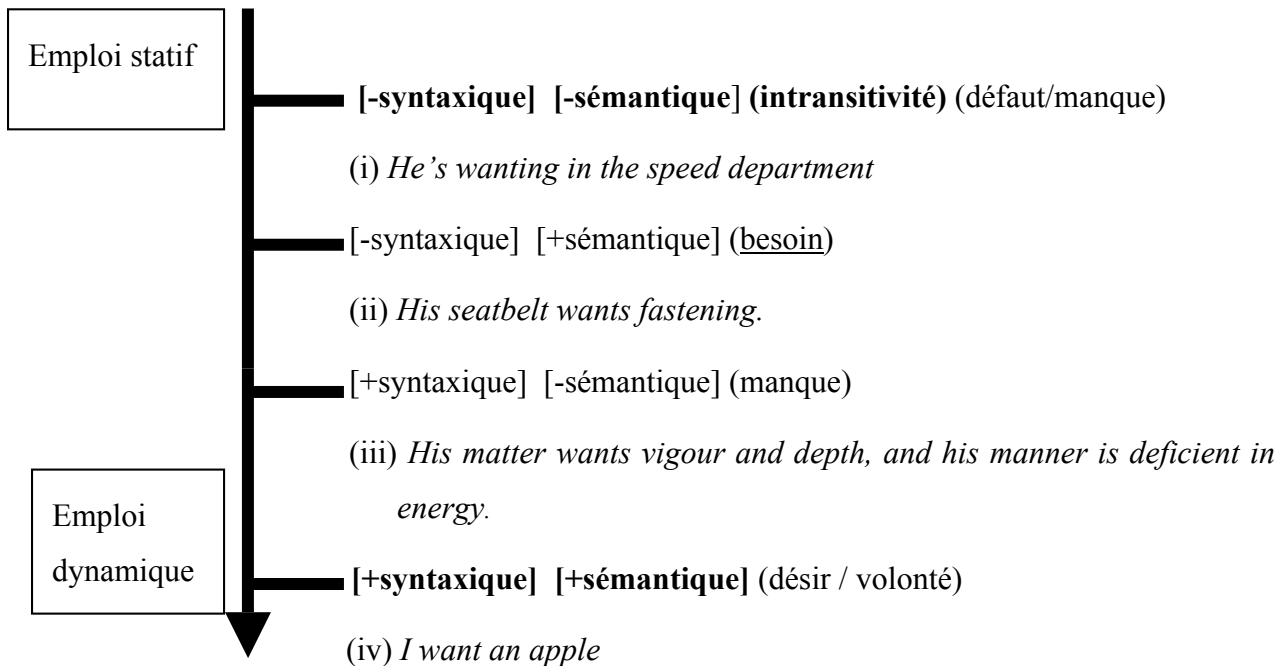 Emploi statif
[-syntaxique] [-sémantique] (intransitivité) (défaut/manque)
(i) He’s wanting in the speed department
[-syntaxique] [+sémantique] (besoin)
(ii) His seatbelt wants fastening.
[+syntaxique] [-sémantique] (manque)
(iii) His matter wants vigour and depth, and his manner is deficient in
energy.
Emploi
dynamique
[+syntaxique] [+sémantique] (désir / volonté)
(iv) I want an apple